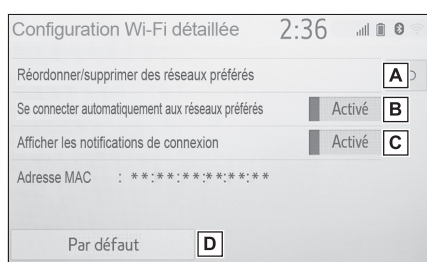 Configuration Wi-Fi détaillée 2:36
Réordonner/supprimer des réseaux préférés A
Se connecter automatiquement aux réseaux préférés Activé B
Afficher les notifications de connexion Activé C
Adresse MAC : **:**:**:**:**:**
Par défaut D